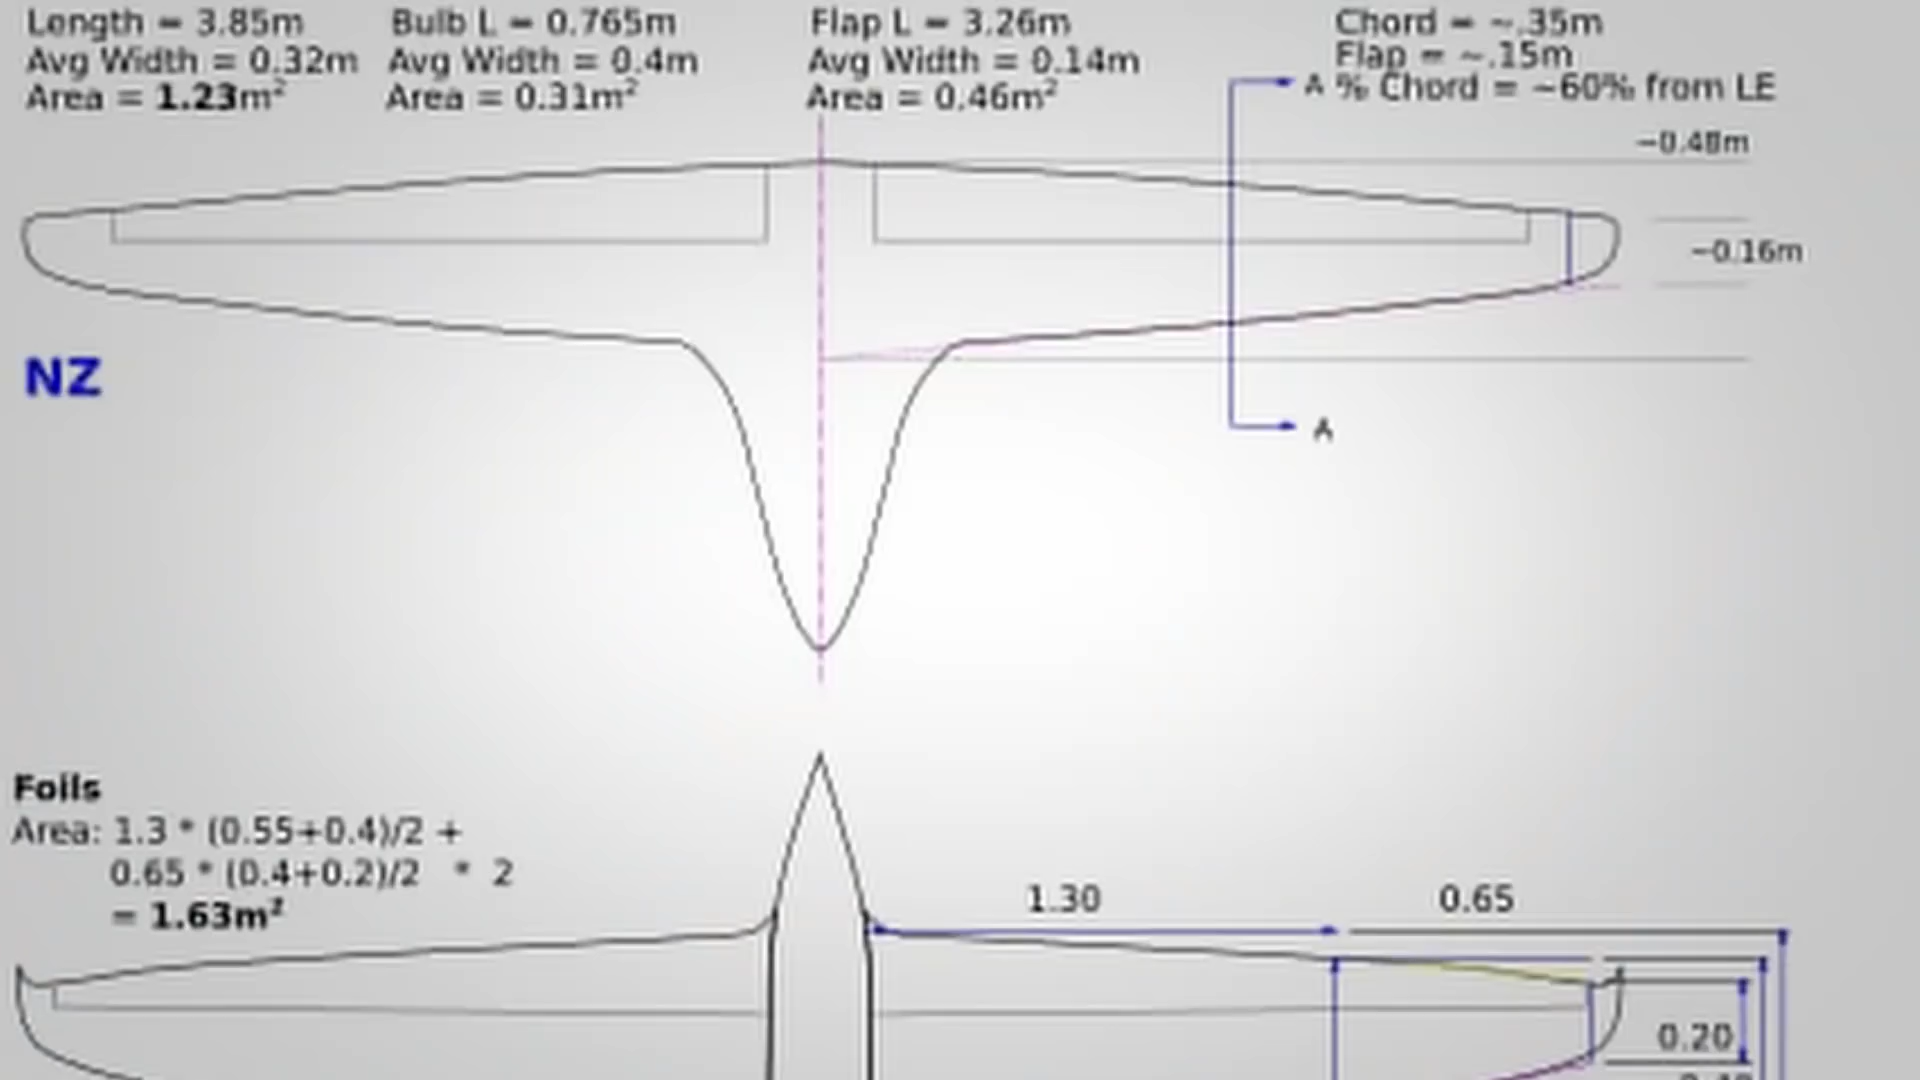 Length = 3.85m
Avg Width = 0.32m
Area = 1.23m²
Bulb L = 0.765m
Avg Width = 0.4m
Area = 0.31m²
Flap L = 3.26m
Avg Width = 0.14m
Area = 0.46m²
Chord = ~.35m
Flap = ~.15m
A % Chord = ~60% from LE
~0.48m
~0.16m
NZ
A
Foils
Area: 1.3 * (0.55+0.4)/2 +
0.65 * (0.4+0.2)/2 * 2
= 1.63m²
1.30
0.65
0.20